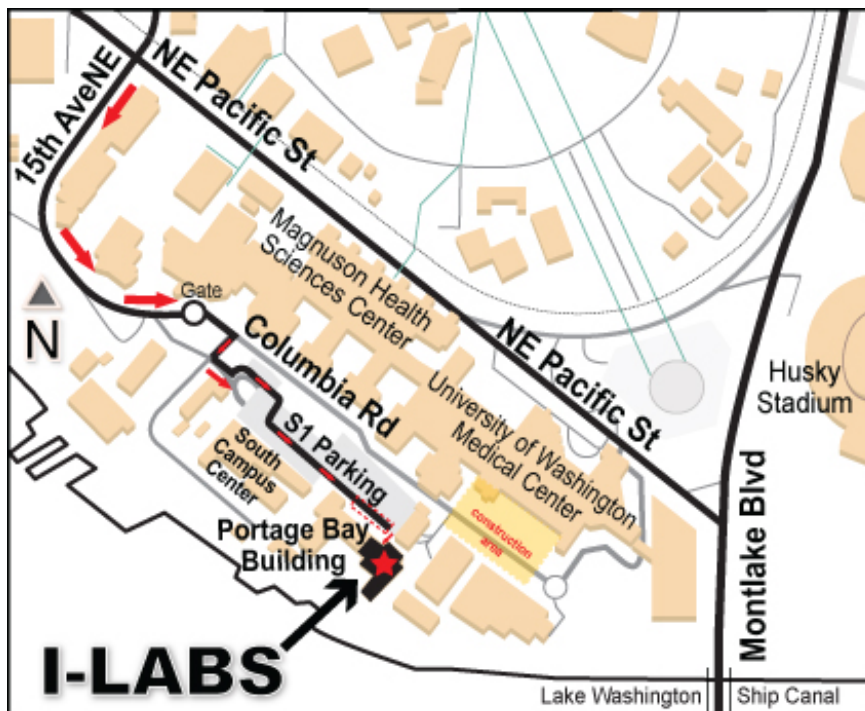 15th AveNE
NE Pacific St
Gate
N
Magnuson Health
Sciences Center
Columbia Rd
NE Pacific St
University of Washington
Medical Center
Husky
Stadium
S1 Parking
South
Campus
Center
construction
area
Portage Bay
Building
I-LABS
Montlake Blvd
Lake Washington
Ship Canal